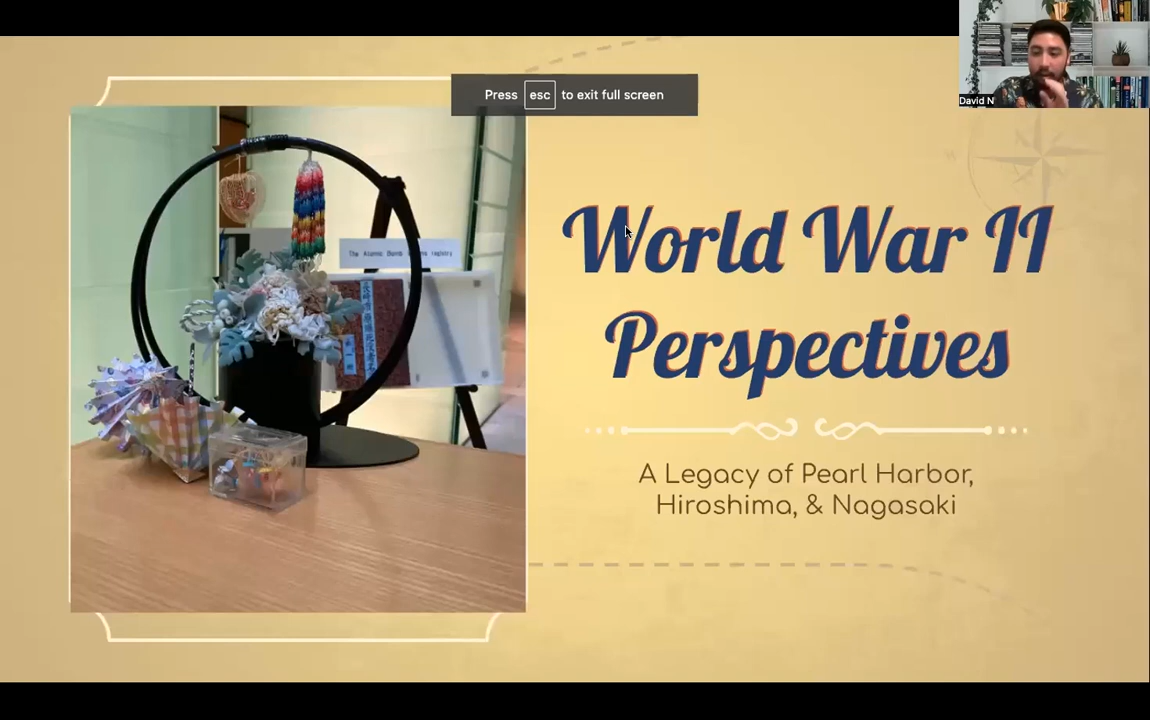 Press esc to exit full screen
David N
World War II
Perspectives
A Legacy of Pearl Harbor,
Hiroshima, & Nagasaki
The Atomic Bomb
registry